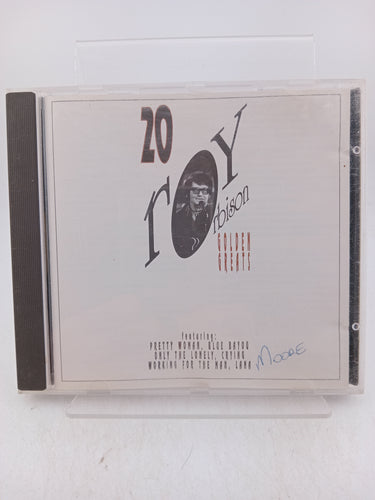 20
roy
Orbison
GOLDEN
GREATS
featuring:
PRETTY WOMAN, BLUE BAYOU
ONLY THE LONELY, CRYING
WORKING FOR THE MAN, LANA
MOORE